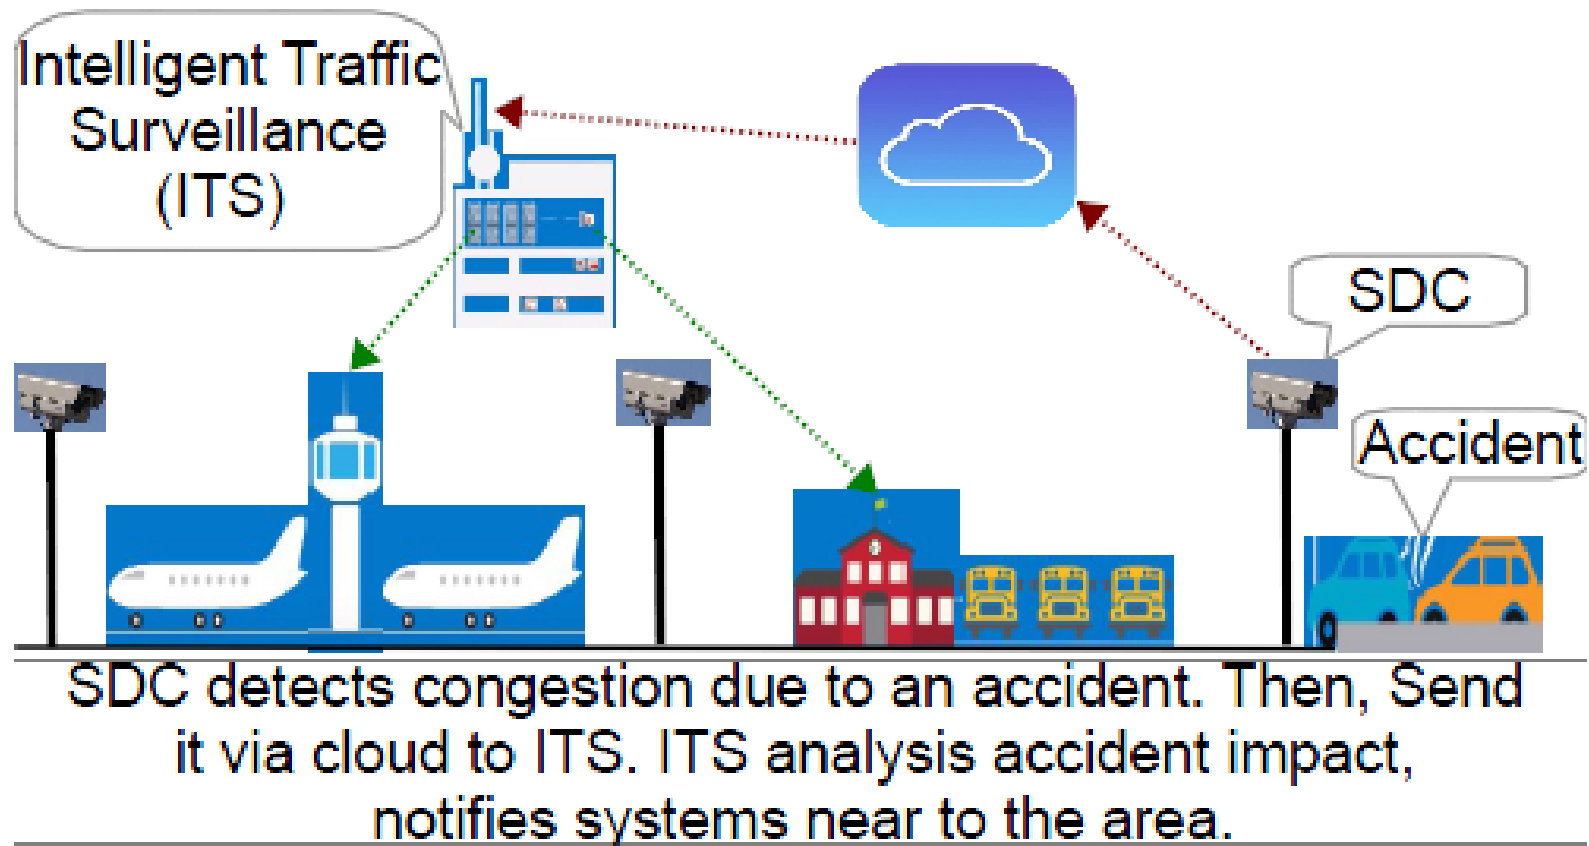 Intelligent Traffic
Surveillance
(ITS)
SDC
Accident
SDC detects congestion due to an accident. Then, Send
it via cloud to ITS. ITS analysis accident impact,
notifies systems near to the area.